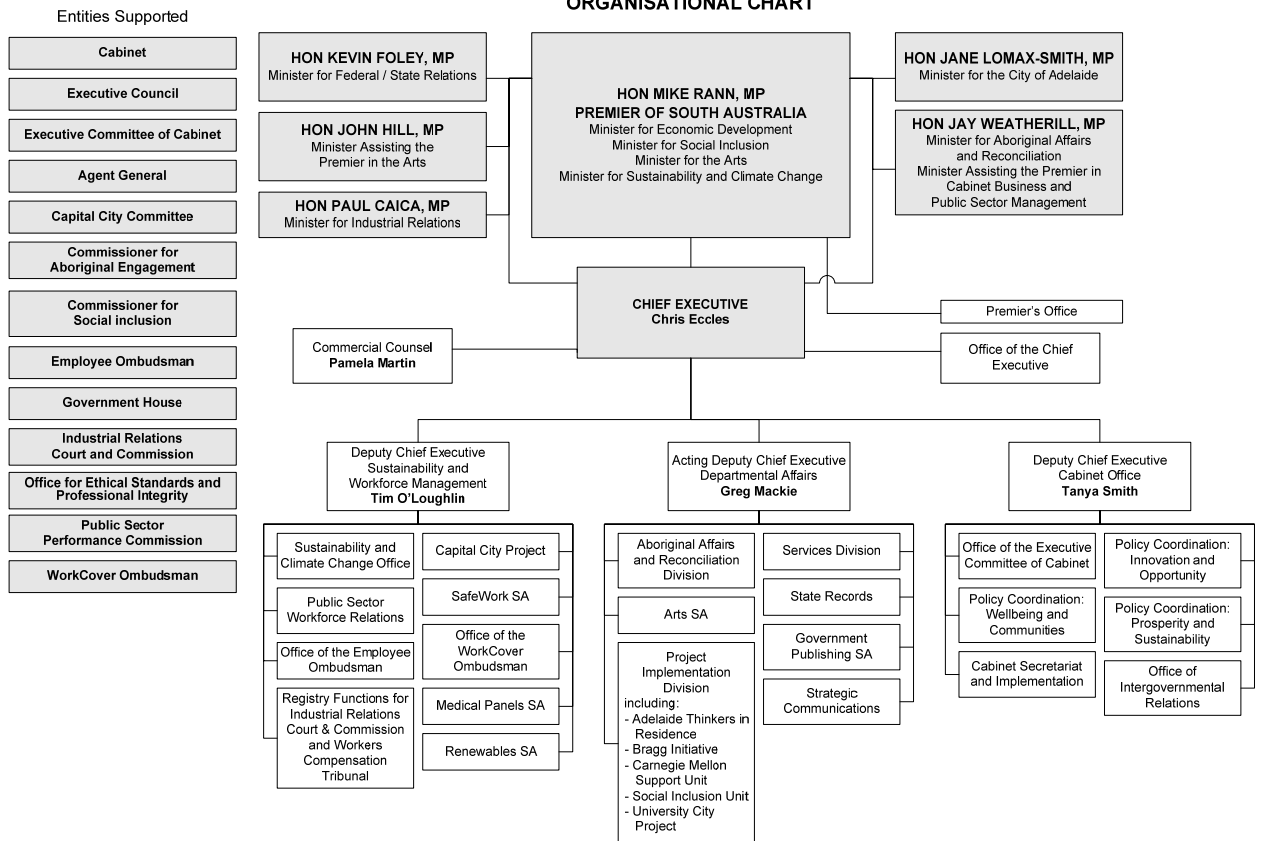 ORGANISATIONAL CHART
Entities Supported
Cabinet
Executive Council
Executive Committee of Cabinet
Agent General
Capital City Committee
Commissioner for
Aboriginal Engagement
Commissioner for
Social inclusion
Employee Ombudsman
Government House
Industrial Relations
Court and Commission
Office for Ethical Standards and
Professional Integrity
Public Sector
Performance Commission
WorkCover Ombudsman
HON KEVIN FOLEY, MP
Minister for Federal / State Relations
HON JOHN HILL, MP
Minister Assisting the
Premier in the Arts
HON PAUL CAICA, MP
Minister for Industrial Relations
HON MIKE RANN, MP
PREMIER OF SOUTH AUSTRALIA
Minister for Economic Development
Minister for Social Inclusion
Minister for the Arts
Minister for Sustainability and Climate Change
HON JANE LOMAX-SMITH, MP
Minister for the City of Adelaide
HON JAY WEATHERILL, MP
Minister for Aboriginal Affairs
and Reconciliation
Minister Assisting the Premier in
Cabinet Business and
Public Sector Management
CHIEF EXECUTIVE
Chris Eccles
Premier's Office
Commercial Counsel
Pamela Martin
Office of the Chief
Executive
Deputy Chief Executive
Sustainability and
Workforce Management
Tim O'Loughlin
Sustainability and
Climate Change Office
Public Sector
Workforce Relations
Office of the Employee
Ombudsman
Registry Functions for
Industrial Relations
Court & Commission
and Workers
Compensation
Tribunal
Capital City Project
SafeWork SA
Office of the
WorkCover
Ombudsman
Medical Panels SA
Renewables SA
Acting Deputy Chief Executive
Departmental Affairs
Greg Mackie
Aboriginal Affairs
and Reconciliation
Division
Arts SA
Project
Implementation
Division
including:
- Adelaide Thinkers in
Residence
- Bragg Initiative
- Carnegie Mellon
Support Unit
- Social Inclusion Unit
- University City
Project
Services Division
State Records
Government
Publishing SA
Strategic
Communications
Deputy Chief Executive
Cabinet Office
Tanya Smith
Office of the Executive
Committee of Cabinet
Policy Coordination:
Wellbeing and
Communities
Cabinet Secretariat
and Implementation
Policy Coordination:
Innovation and
Opportunity
Policy Coordination:
Prosperity and
Sustainability
Office of
Intergovernmental
Relations